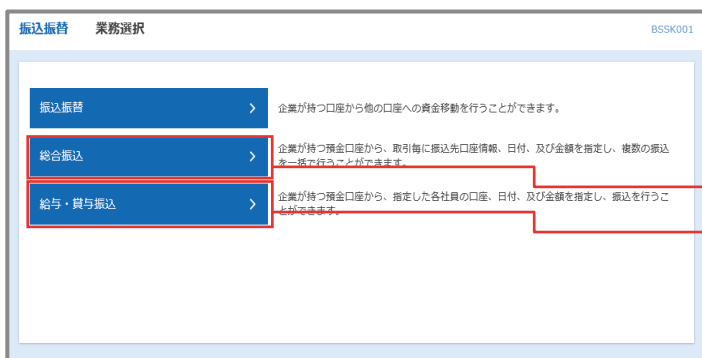 振込振替 業務選択 BSSK001
振込振替 企業が持つ口座から他の口座への資金移動を行うことができます。
総合振込 企業が持つ預金口座から、取引毎に振込先口座情報、日付、及び金額を指定し、複数の振込
を一括で行うことができます。
給与・賞与振込 企業が持つ預金口座から、指定した各社員の口座、日付、及び金額を指定し、振込を行うこ
とができます。